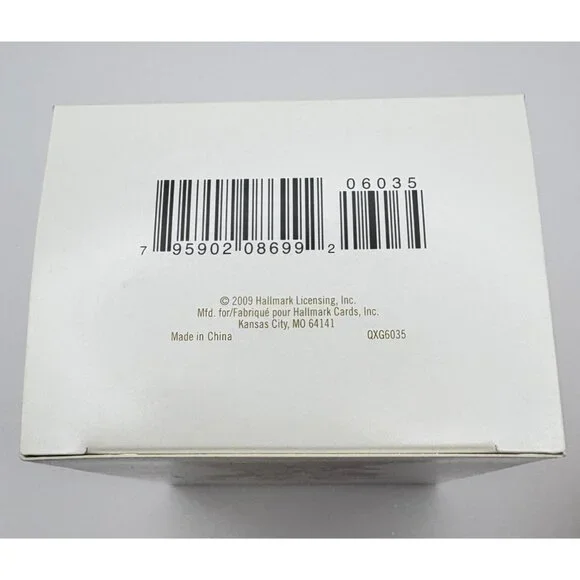 06035
7 95902 08699 2
© 2009 Hallmark Licensing, Inc.
Mfd. for/Fabriqué pour Hallmark Cards, Inc.
Kansas City, MO 64141
Made in China QXG6035